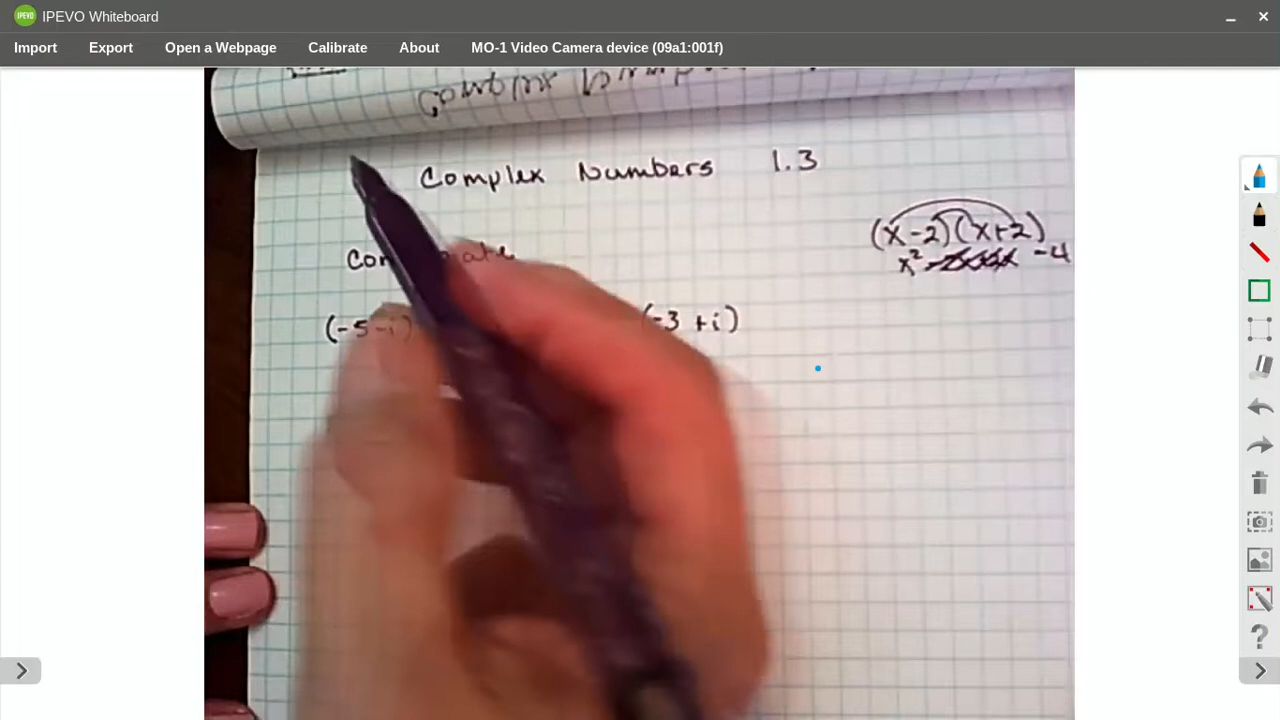 IPEVO Whiteboard
Import Export Open a Webpage Calibrate About MO-1 Video Camera device (09a1:001f)
Complex Numbers 1.3
(x-2)(x+2)
x² -4
(-5-i) (-3 +i)